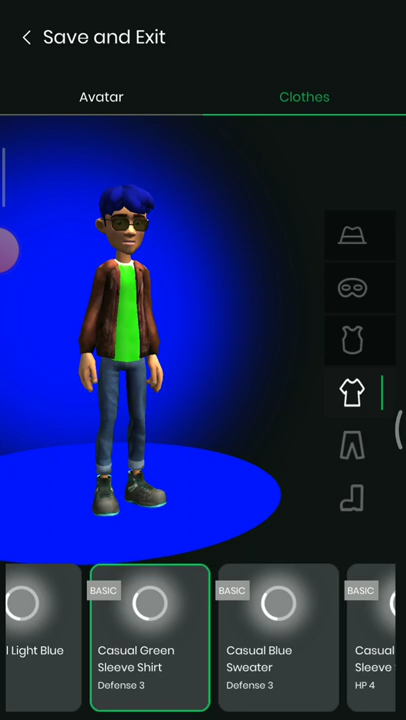 Save and Exit
Avatar
Clothes
l Light Blue
BASIC
Casual Green
Sleeve Shirt
Defense 3
BASIC
Casual Blue
Sweater
Defense 3
BASIC
Casual
Sleeve
HP 4